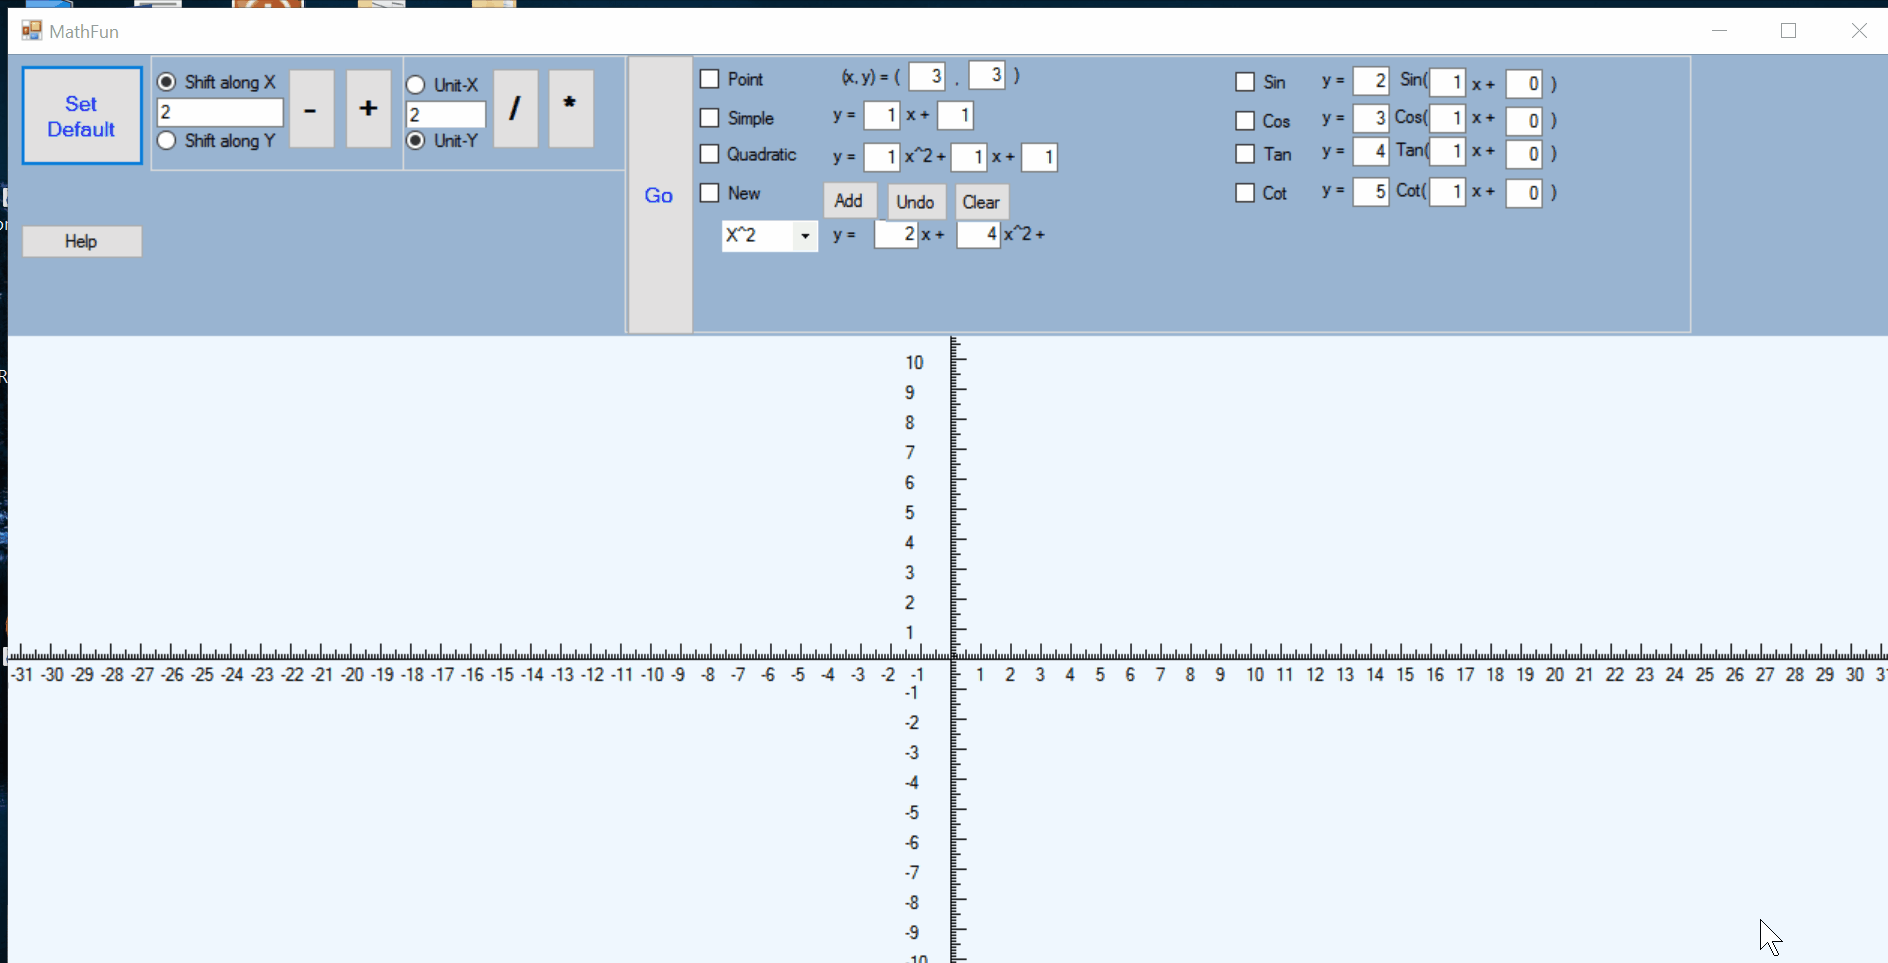 MathFun
Set
Default
Shift along X
2
Shift along Y
-
+
Unit-X
2
Unit-Y
/
*
Help
Go
Point (x, y) = ( 3 , 3 )
Simple y = 1 x + 1
Quadratic y = 1 x^2 + 1 x + 1
New Add Undo Clear
X^2 y = 2 x + 4 x^2 +
Sin y = 2 Sin( 1 x + 0 )
Cos y = 3 Cos( 1 x + 0 )
Tan y = 4 Tan( 1 x + 0 )
Cot y = 5 Cot( 1 x + 0 )
10
9
8
7
6
5
4
3
2
1
-31 -30 -29 -28 -27 -26 -25 -24 -23 -22 -21 -20 -19 -18 -17 -16 -15 -14 -13 -12 -11 -10 -9 -8 -7 -6 -5 -4 -3 -2 -1 1 2 3 4 5 6 7 8 9 10 11 12 13 14 15 16 17 18 19 20 21 22 23 24 25 26 27 28 29 30
-1
-2
-3
-4
-5
-6
-7
-8
-9
-10